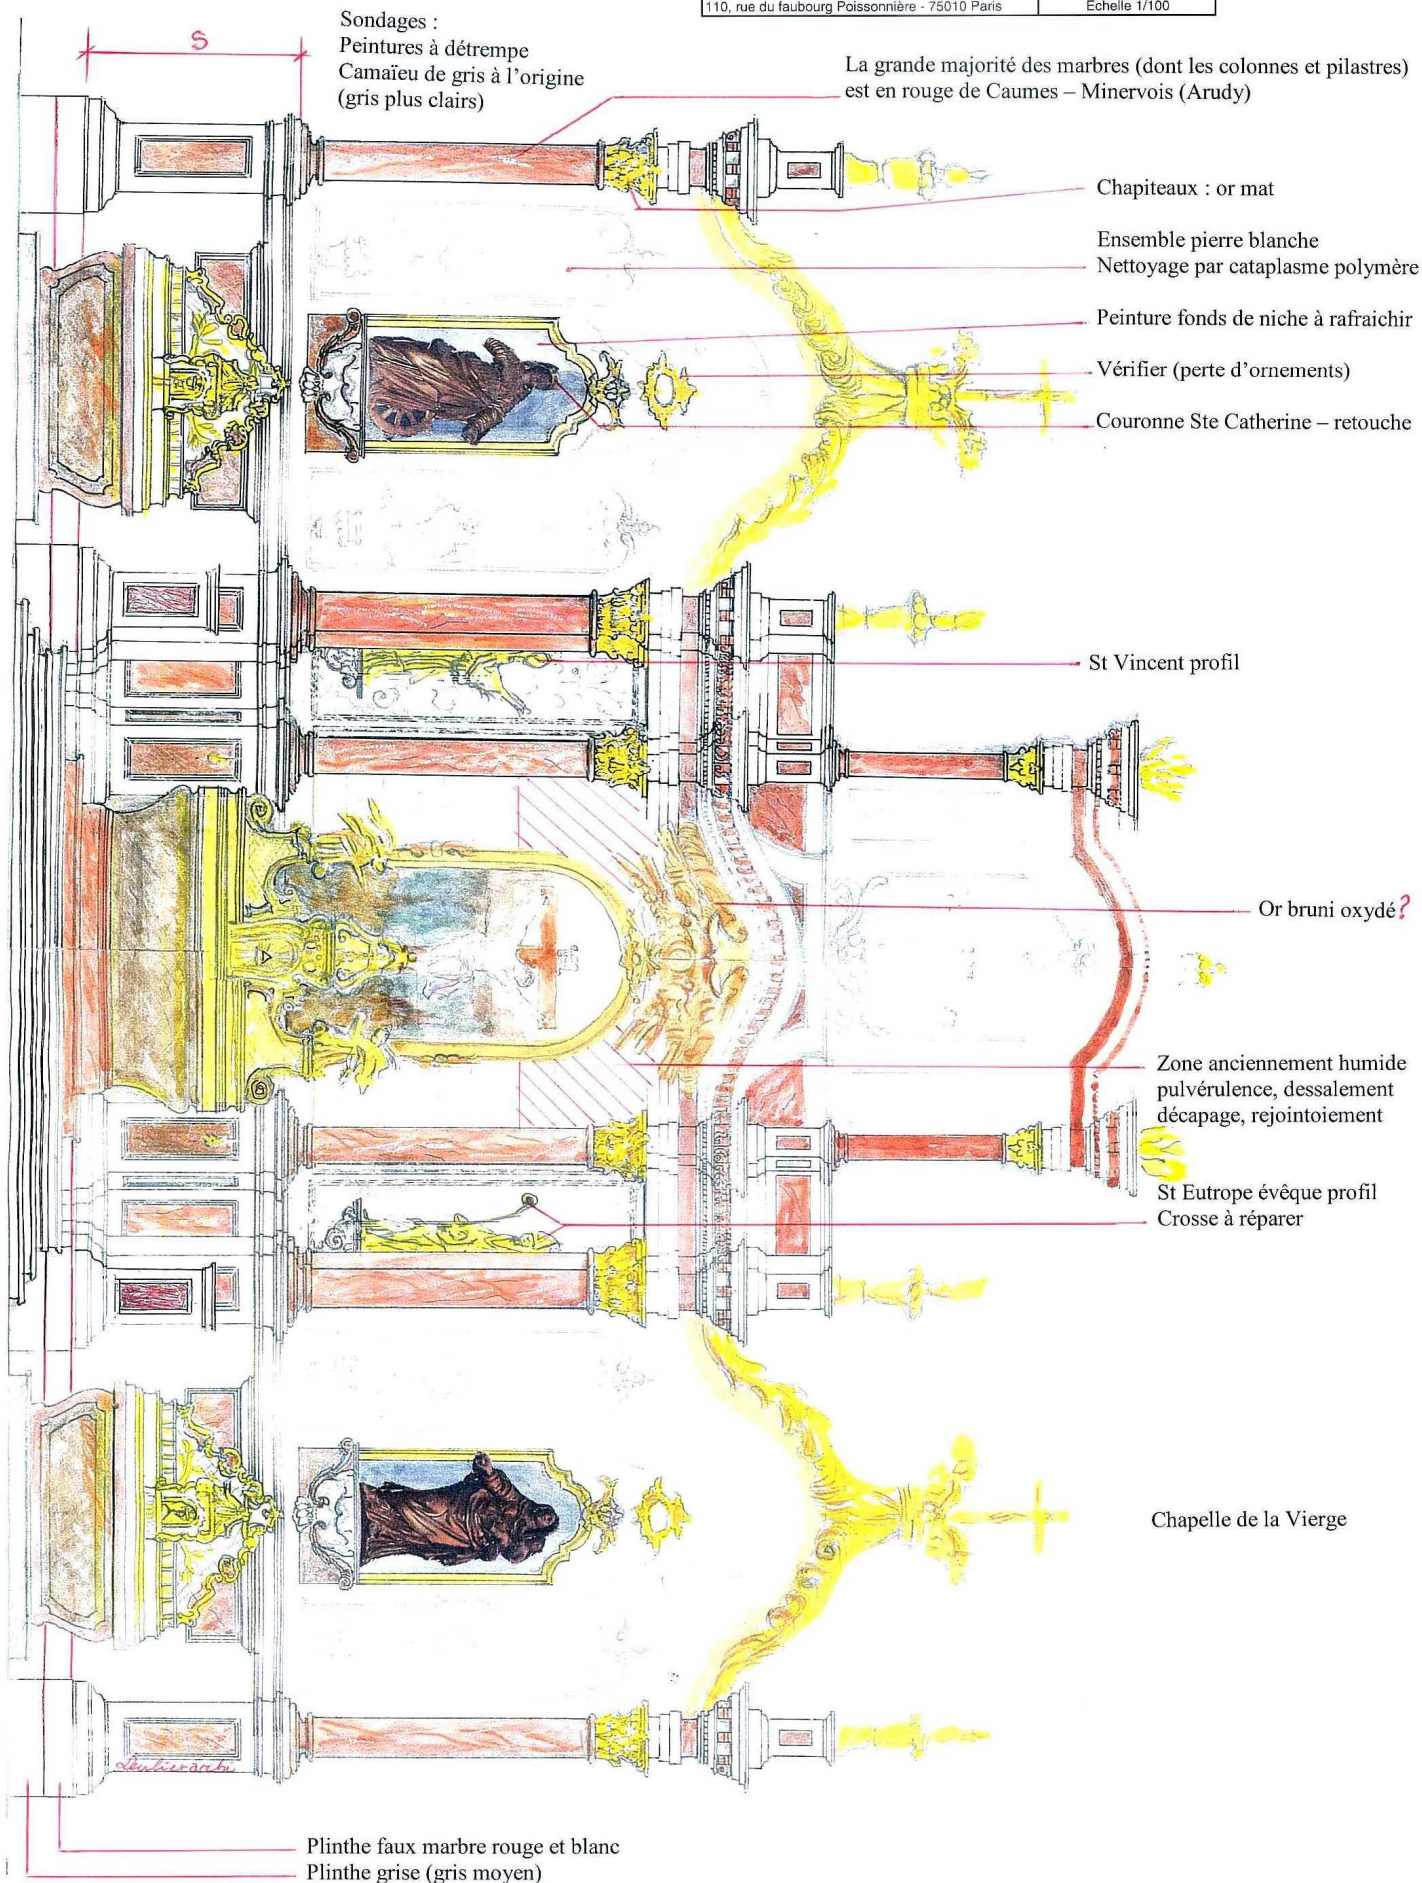 110, rue du faubourg Poissonnière - 75010 Paris
Echelle 1/100
S
Sondages :
Peintures à détrempe
Camaïeu de gris à l'origine
(gris plus clairs)
La grande majorité des marbres (dont les colonnes et pilastres)
est en rouge de Caumes – Minervois (Arudy)
Chapiteaux : or mat
Ensemble pierre blanche
Nettoyage par cataplasme polymère
Peinture fonds de niche à rafraichir
Vérifier (perte d'ornements)
Couronne Ste Catherine – retouche
St Vincent profil
Or bruni oxydé ?
Zone anciennement humide
pulvérulence, dessalement
décapage, rejointoiement
St Eutrope évêque profil
Crosse à réparer
Chapelle de la Vierge
Plinthe faux marbre rouge et blanc
Plinthe grise (gris moyen)